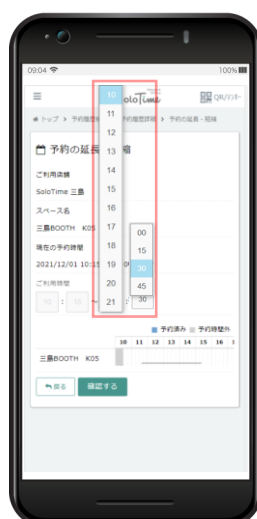 09:04 100%
SoloTime QR/リンク
トップ > 予約履歴 予約履歴詳細 > 予約の延長・短縮
予約の延長 縮
ご利用店舗
SoloTime 三島
スペース名
三島BOOTH K05
現在の予約時間
2021/12/01 10:15
ご利用時間
10 : 15 ~ : 30
10
11
12
13
14
15
16
17
18
19
20
21
00
15
30
45
予約済み 予約時間外
10 11 12 13 14 15 16
三島BOOTH K05
戻る 確認する